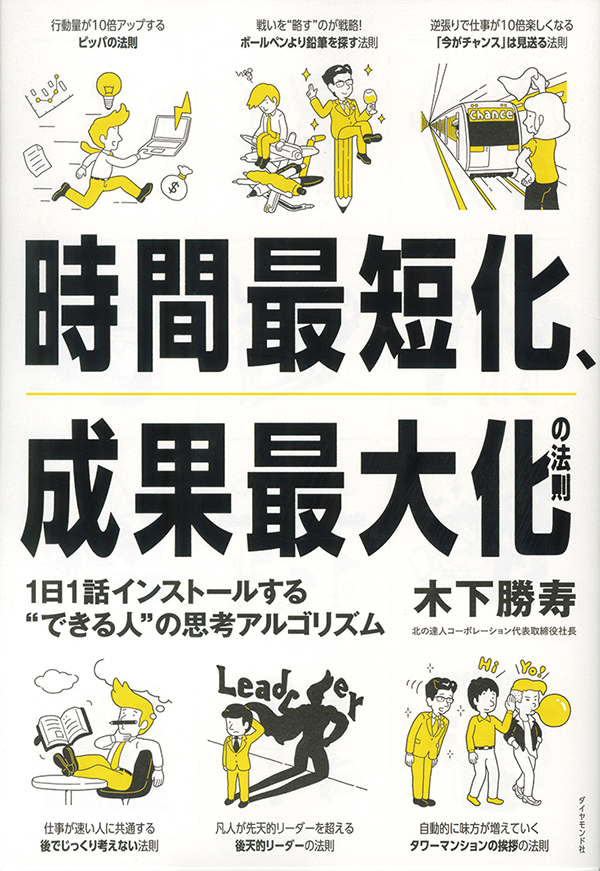 行動量が10倍アップする
ピッパの法則
戦いを“略す”のが戦略!
ボールペンより鉛筆を探す法則
逆張りで仕事が10倍楽しくなる
「今がチャンス」は見送る法則
Chance
時間最短化、
成果最大化の法則
1日1話インストールする
“できる人”の思考アルゴリズム
木下勝寿
北の達人コーポレーション代表取締役社長
Leader
Hi Yo!
仕事が速い人に共通する
後でじっくり考えない法則
凡人が先天的リーダーを超える
後天的リーダーの法則
自動的に味方が増えていく
タワーマンションの挨拶の法則
ダイヤモンド社